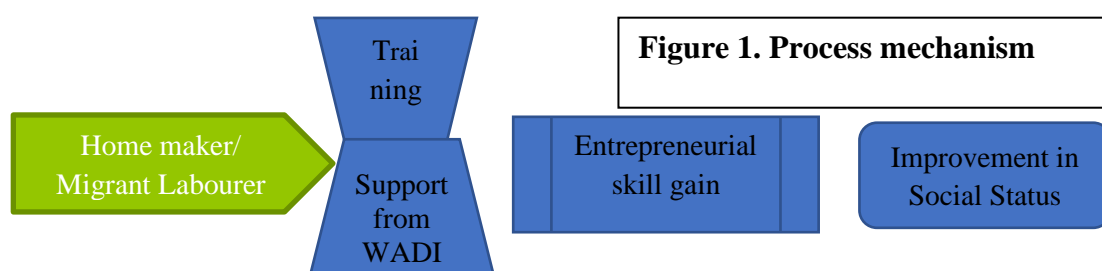 Figure 1. Process mechanism
Home maker/
Migrant Labourer
Trai
ning
Support
from
WADI
Entrepreneurial
skill gain
Improvement in
Social Status